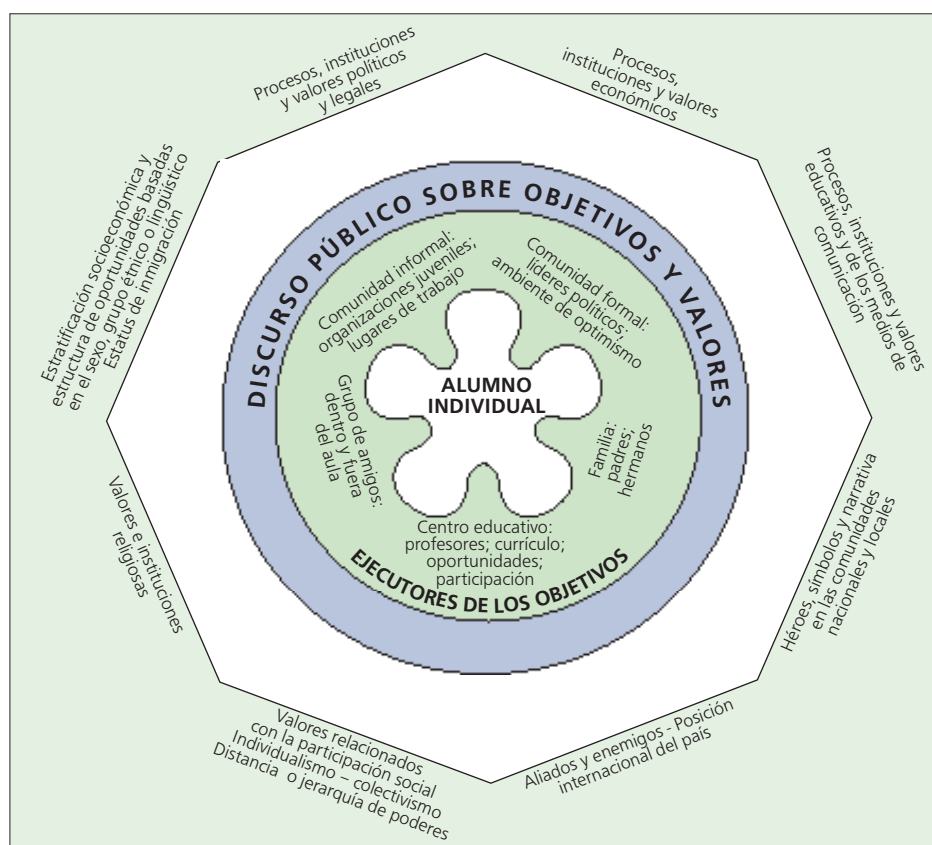 Procesos, instituciones
y valores políticos
y legales
Procesos,
instituciones y valores
económicos
Procesos, instituciones y valores
educativos y de los medios de
comunicación
Héroes, símbolos y narrativa
en las comunidades
nacionales y locales
Aliados y enemigos - Posición
internacional del país
Valores relacionados
con la participación social
Individualismo – colectivismo
Distancia o jerarquía de poderes
Valores e instituciones
religiosas
Estratificación socioeconómica y
estructura de oportunidades basadas
en el sexo, grupo étnico o lingüístico
Estatus de inmigración
DISCURSO PÚBLICO SOBRE OBJETIVOS Y VALORES
Comunidad informal:
organizaciones juveniles;
lugares de trabajo
Comunidad formal:
líderes políticos;
ambiente de optimismo
ALUMNO
INDIVIDUAL
Grupo de amigos:
dentro y fuera
del aula
Familia:
padres;
hermanos
Centro educativo:
profesores; currículo;
oportunidades;
participación
EJECUTORES DE LOS OBJETIVOS